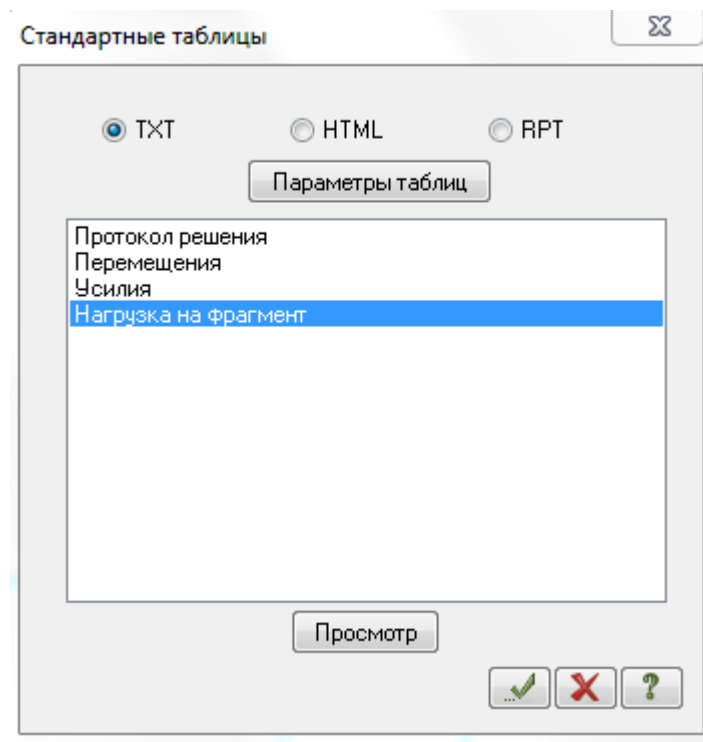 Стандартные таблицы
TXT HTML RPT
Параметры таблиц
Протокол решения
Перемещения
Усилия
Нагрузка на фрагмент
Просмотр
?